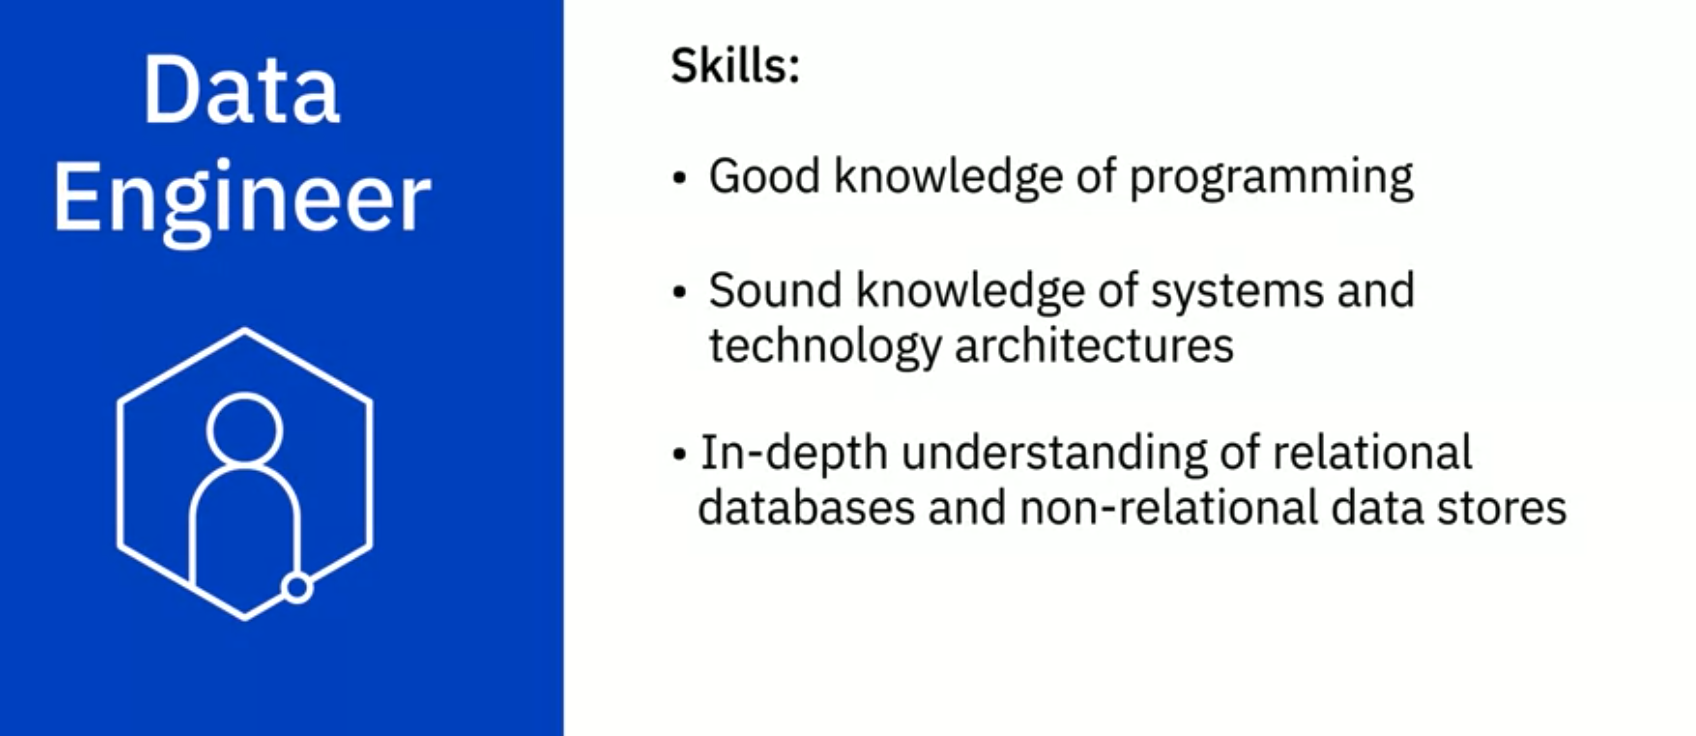 Data
Engineer
Skills:
• Good knowledge of programming
• Sound knowledge of systems and
technology architectures
• In-depth understanding of relational
databases and non-relational data stores